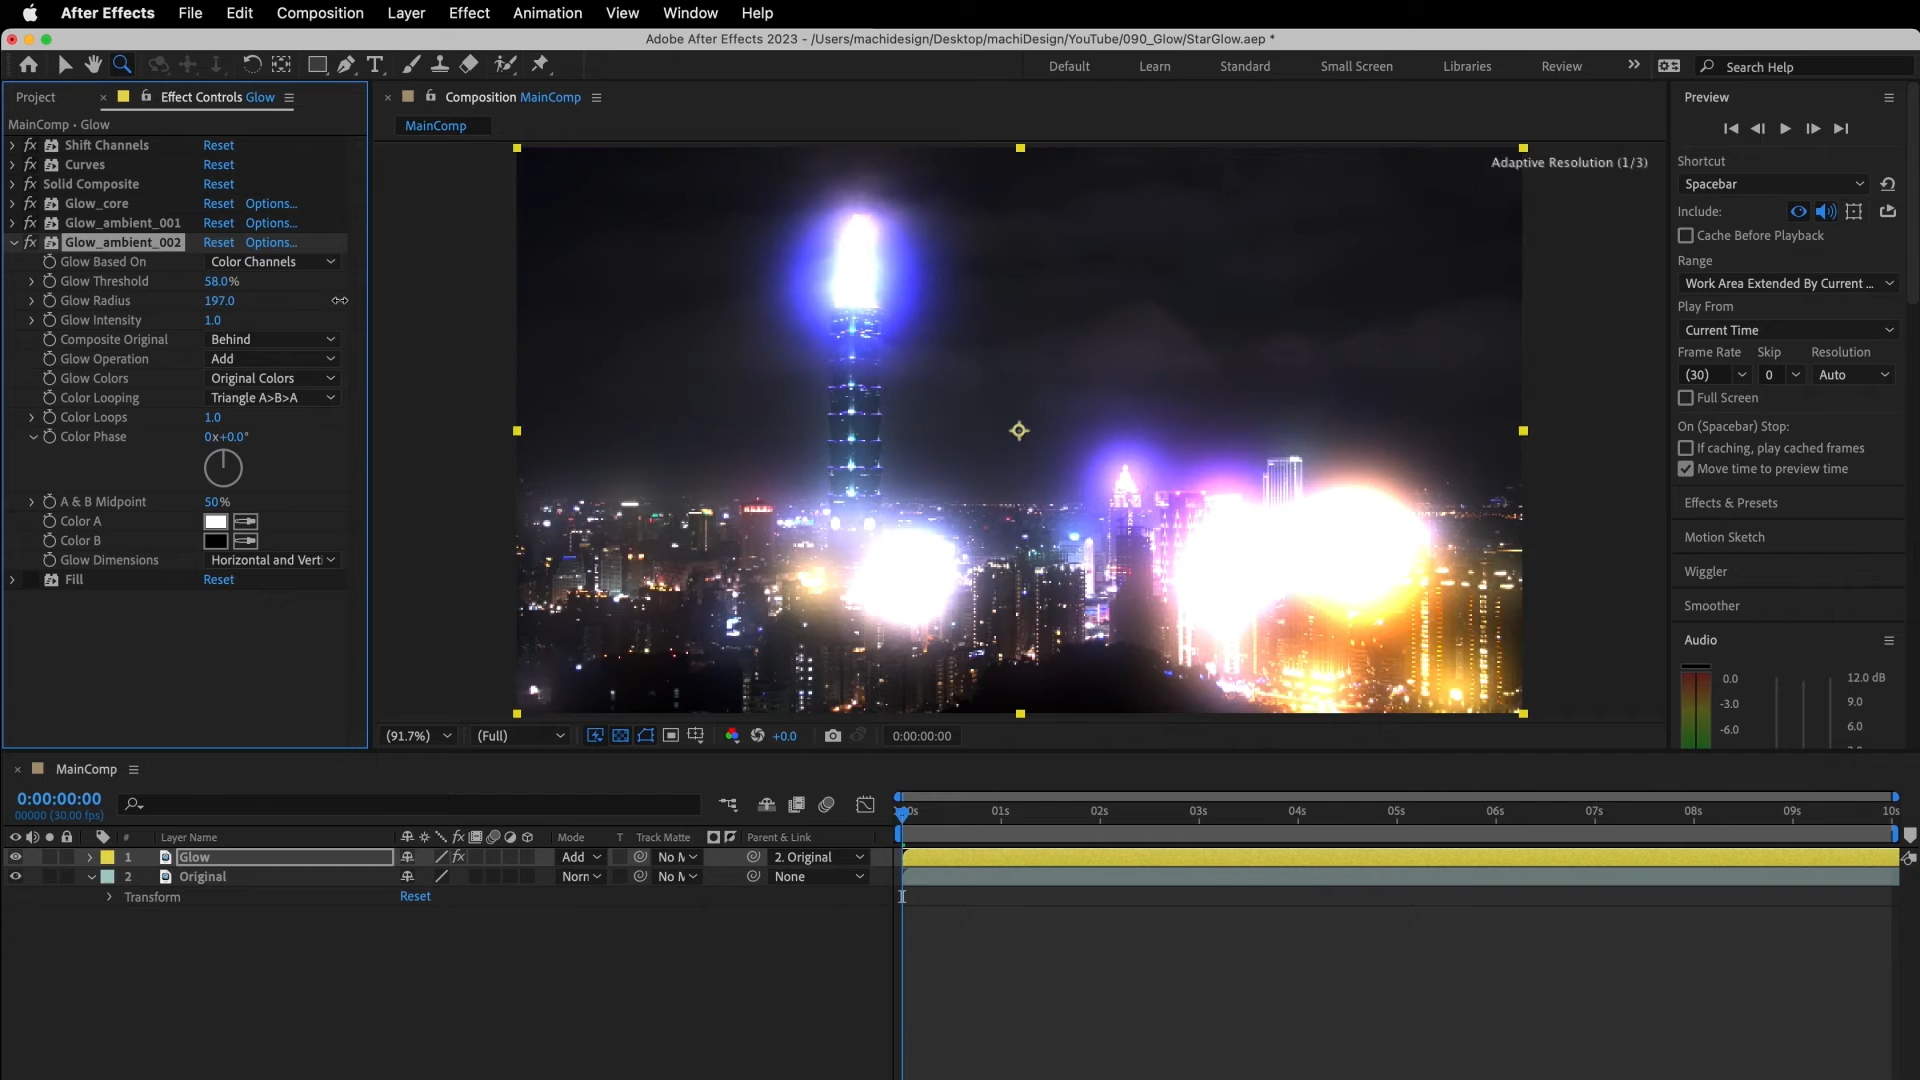 After Effects File Edit Composition Layer Effect Animation View Window Help
Adobe After Effects 2023 - /Users/machidesign/Desktop/machiDesign/YouTube/090_Glow/StarGlow.aep *
Default Learn Standard Small Screen Libraries Review Search Help
Project Effect Controls Glow
MainComp • Glow
Shift Channels Reset
Curves Reset
Solid Composite Reset
Glow_core Reset Options...
Glow_ambient_001 Reset Options...
Glow_ambient_002 Reset Options...
Glow Based On Color Channels
Glow Threshold 58.0%
Glow Radius 197.0
Glow Intensity 1.0
Composite Original Behind
Glow Operation Add
Glow Colors Original Colors
Color Looping Triangle A>B>A
Color Loops 1.0
Color Phase 0x+0.0°
A & B Midpoint 50%
Color A
Color B
Glow Dimensions Horizontal and Verti
Fill Reset
Composition MainComp
MainComp
Adaptive Resolution (1/3)
(91.7%) (Full) +0.0 0:00:00:00
Preview
Shortcut
Spacebar
Include:
Cache Before Playback
Range
Work Area Extended By Current ...
Play From
Current Time
Frame Rate Skip Resolution
(30) 0 Auto
Full Screen
On (Spacebar) Stop:
If caching, play cached frames
Move time to preview time
Effects & Presets
Motion Sketch
Wiggler
Smoother
Audio
0.0 12.0 dB
-3.0 9.0
-6.0 6.0
MainComp
0:00:00:00
00000 (30.00 fps)
0s 01s 02s 03s 04s 05s 06s 07s 08s 09s 10s
# Layer Name Mode T Track Matte Parent & Link
1 Glow Add No M 2. Original
2 Original Norn No M None
Transform Reset